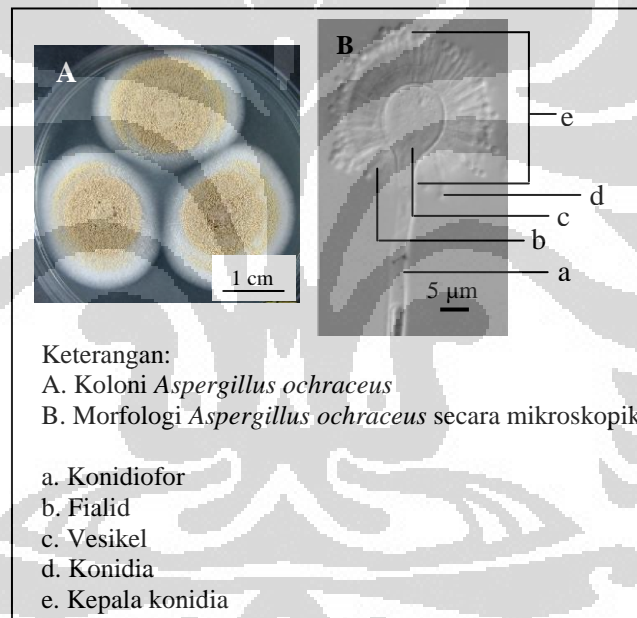 A
B
e
d
c
b
a
1 cm
5 µm
Keterangan:
A. Koloni Aspergillus ochraceus
B. Morfologi Aspergillus ochraceus secara mikroskopik
a. Konidiofor
b. Fialid
c. Vesikel
d. Konidia
e. Kepala konidia